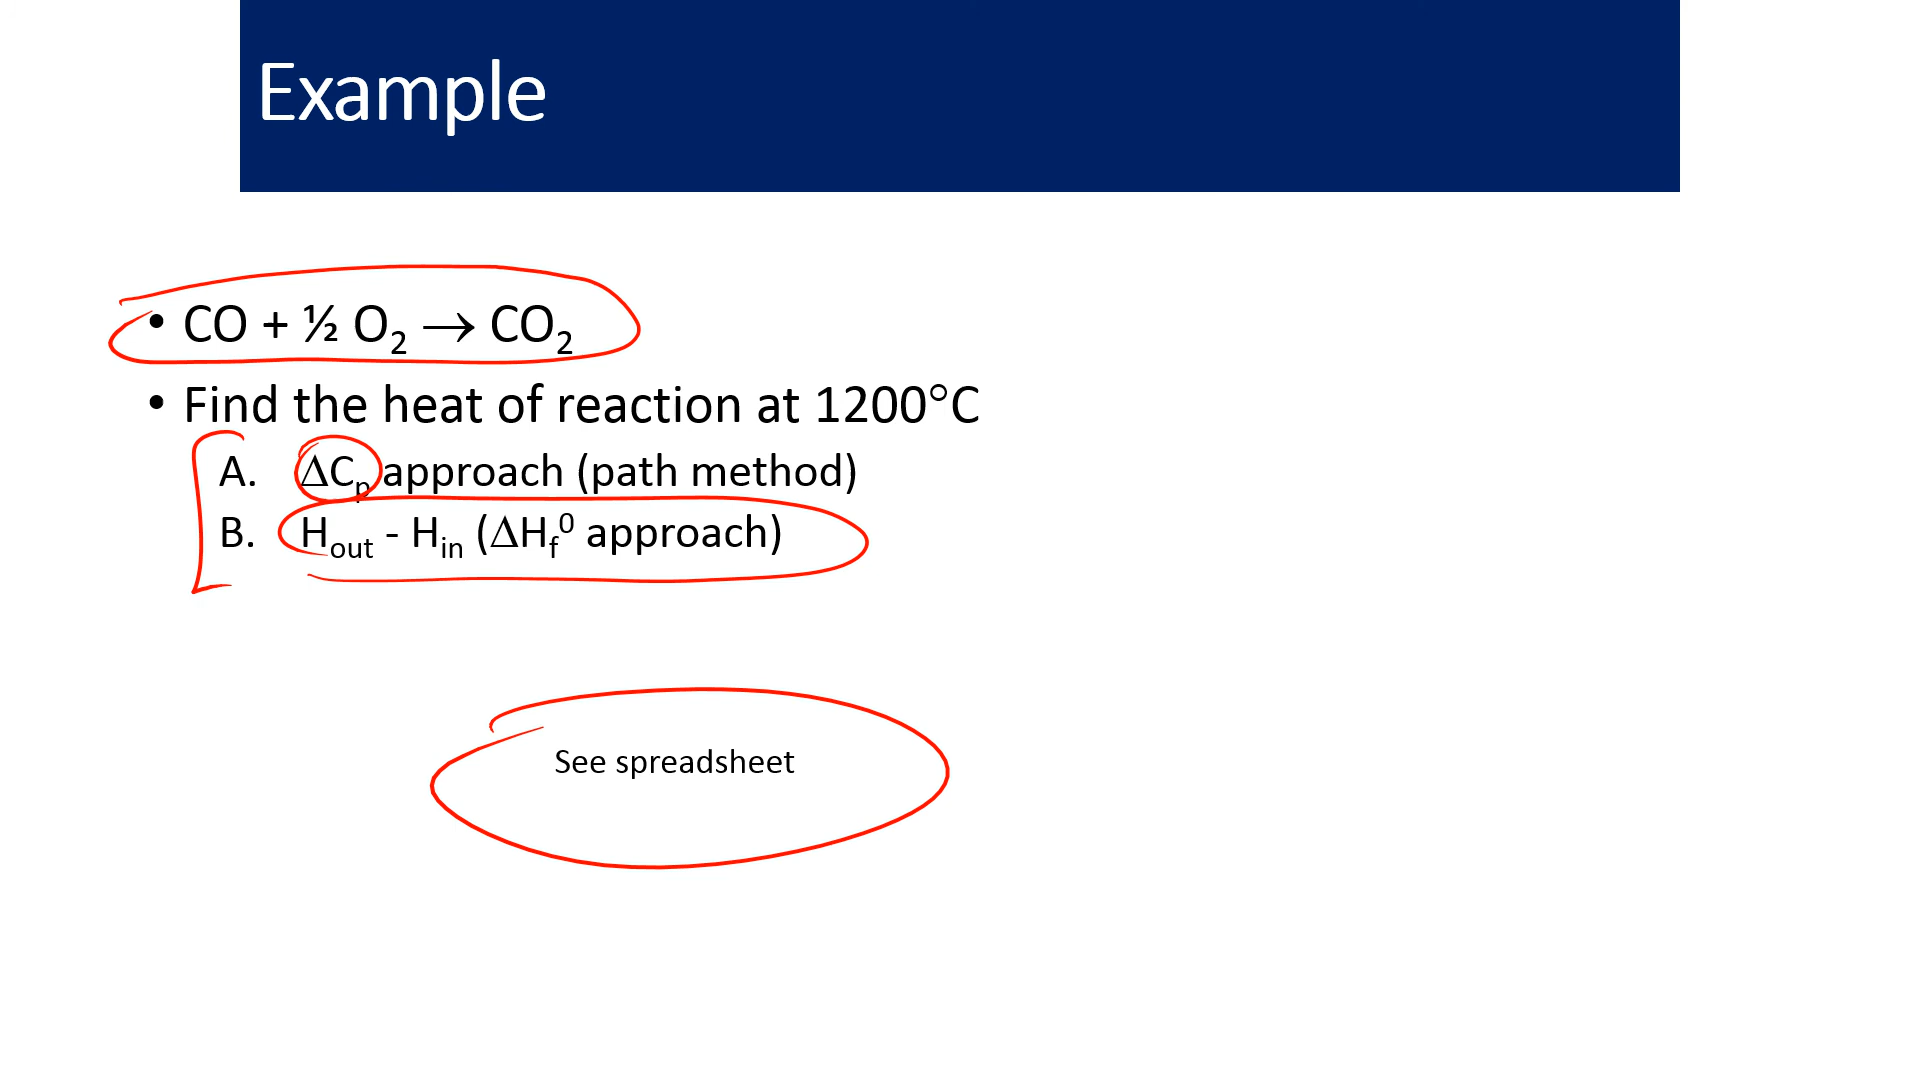 Example
• CO + ½ O₂ → CO₂
• Find the heat of reaction at 1200°C
A. ΔCₚ approach (path method)
B. Hout - Hin (ΔHf⁰ approach)
See spreadsheet